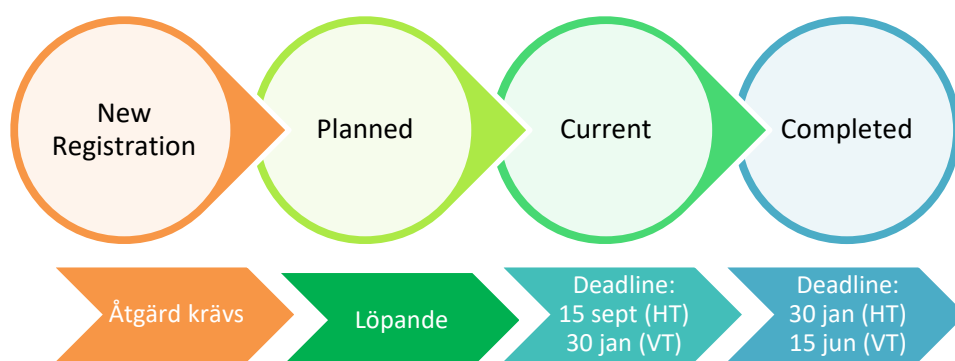 New
Registration
Planned
Current
Completed
Åtgärd krävs
Löpande
Deadline:
15 sept (HT)
30 jan (VT)
Deadline:
30 jan (HT)
15 jun (VT)